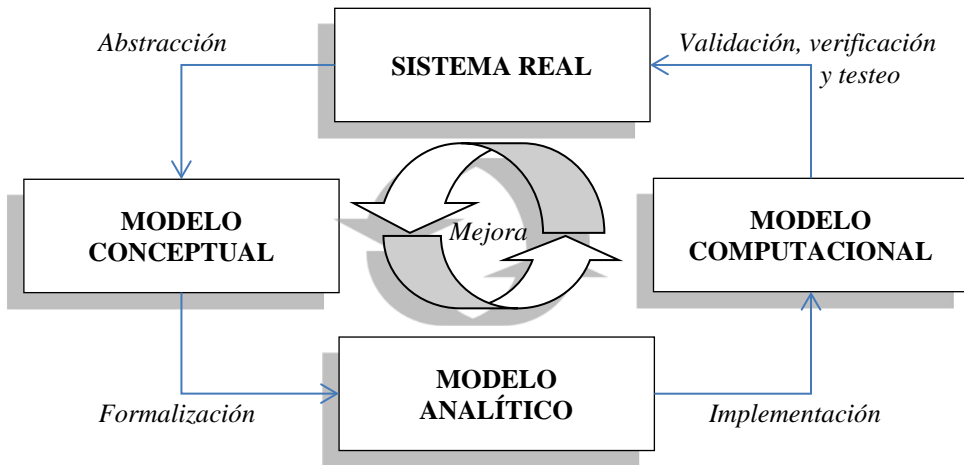 Abstracción
SISTEMA REAL
Validación, verificación
y testeo
MODELO
CONCEPTUAL
Mejora
MODELO
COMPUTACIONAL
MODELO
ANALÍTICO
Formalización
Implementación